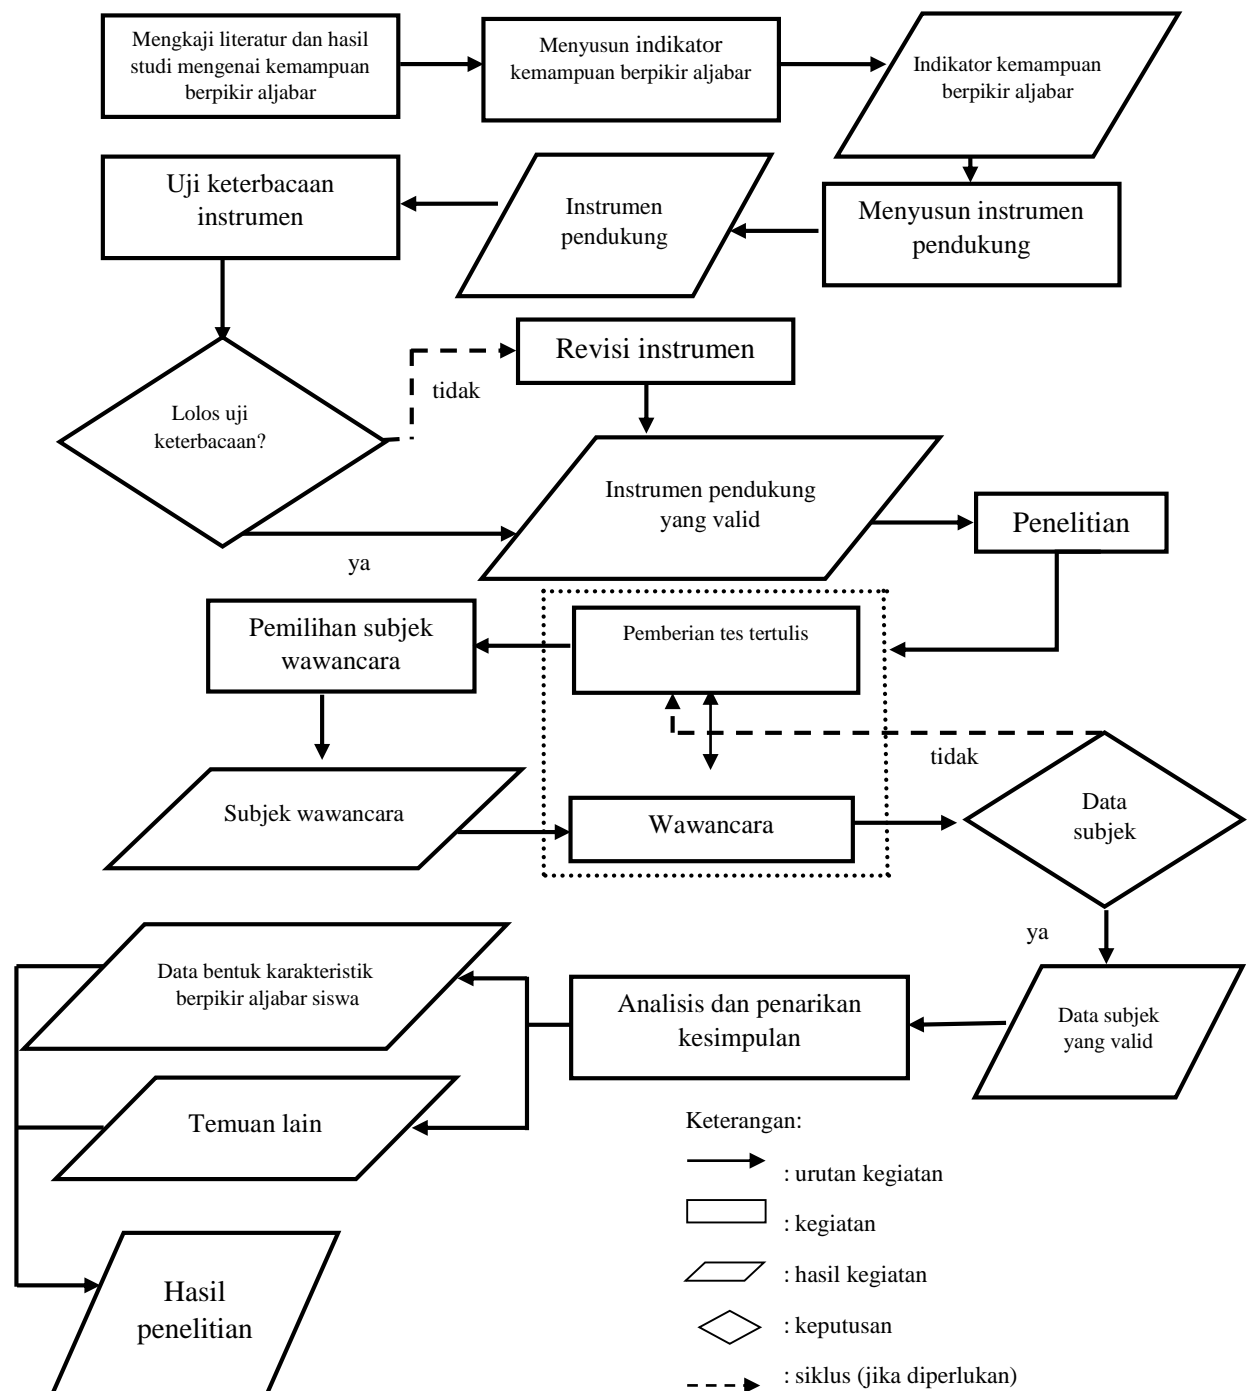 Mengkaji literatur dan hasil
studi mengenai kemampuan
berpikir aljabar
Menyusun indikator
kemampuan berpikir aljabar
Indikator kemampuan
berpikir aljabar
Uji keterbacaan
instrumen
Instrumen
pendukung
Menyusun instrumen
pendukung
Revisi instrumen
tidak
Lolos uji
keterbacaan?
Instrumen pendukung
yang valid
Penelitian
ya
Pemilihan subjek
wawancara
Pemberian tes tertulis
tidak
Subjek wawancara
Wawancara
Data
subjek
ya
Data bentuk karakteristik
berpikir aljabar siswa
Analisis dan penarikan
kesimpulan
Data subjek
yang valid
Temuan lain
Keterangan:
: urutan kegiatan
: kegiatan
: hasil kegiatan
Hasil
penelitian
: keputusan
: siklus (jika diperlukan)